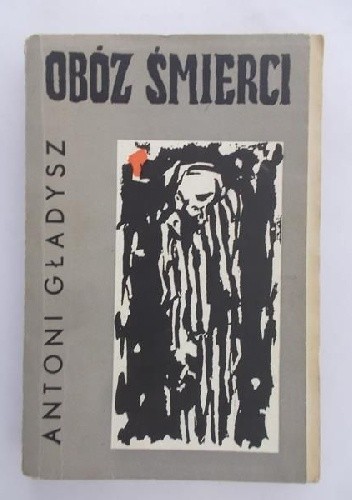 OBÓZ ŚMIERCI
ANTONI GŁADYSZ